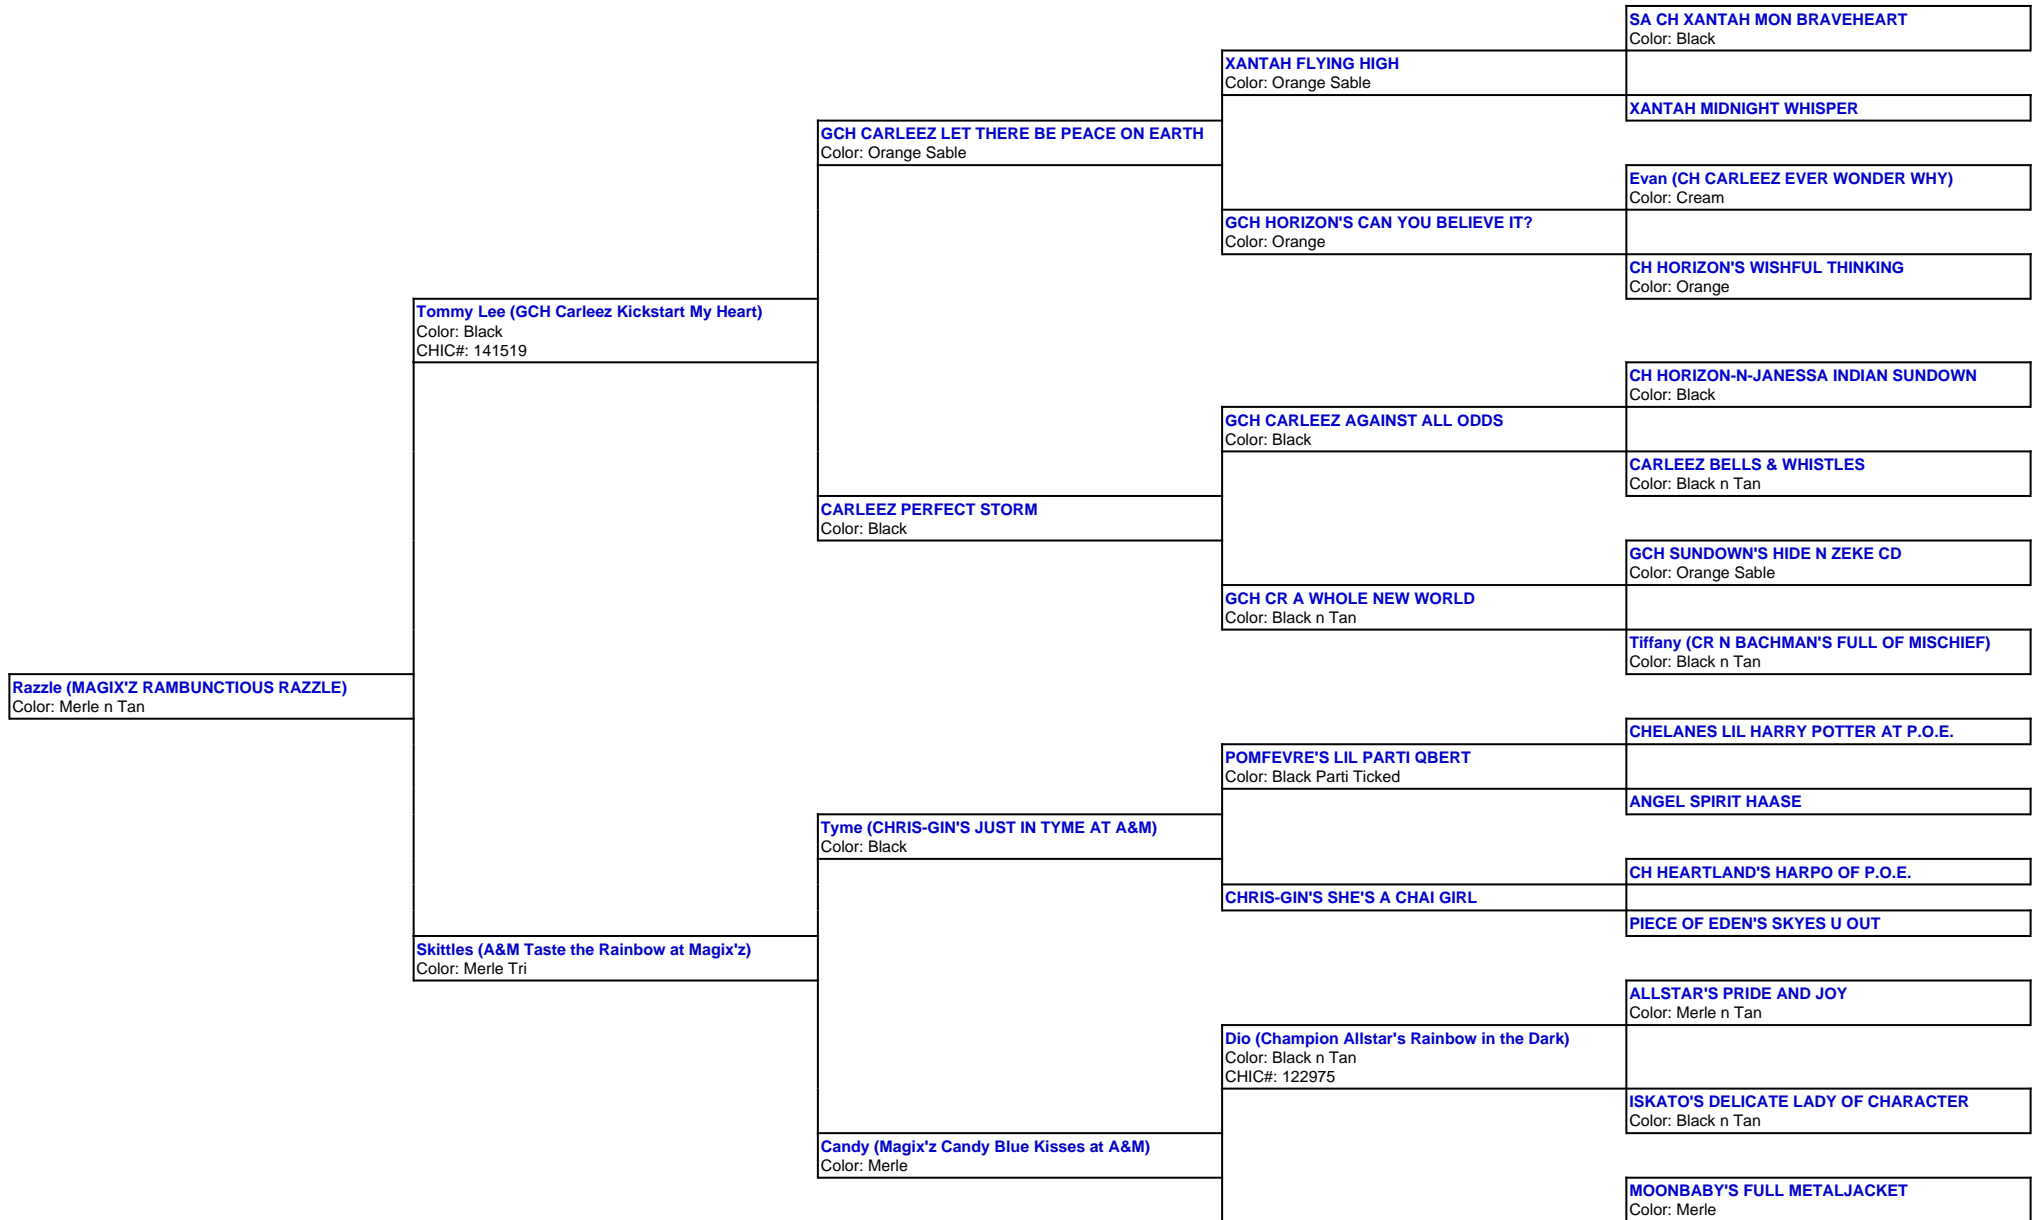 SA CH XANTAH MON BRAVEHEART
Color: Black
XANTAH FLYING HIGH
Color: Orange Sable
XANTAH MIDNIGHT WHISPER
GCH CARLEEZ LET THERE BE PEACE ON EARTH
Color: Orange Sable
Evan (CH CARLEEZ EVER WONDER WHY)
Color: Cream
GCH HORIZON'S CAN YOU BELIEVE IT?
Color: Orange
CH HORIZON'S WISHFUL THINKING
Color: Orange
Tommy Lee (GCH Carleez Kickstart My Heart)
Color: Black
CHIC#: 141519
CH HORIZON-N-JANESSA INDIAN SUNDOWN
Color: Black
GCH CARLEEZ AGAINST ALL ODDS
Color: Black
CARLEEZ BELLS & WHISTLES
Color: Black n Tan
CARLEEZ PERFECT STORM
Color: Black
GCH SUNDOWN'S HIDE N ZEKE CD
Color: Orange Sable
GCH CR A WHOLE NEW WORLD
Color: Black n Tan
Tiffany (CR N BACHMAN'S FULL OF MISCHIEF)
Color: Black n Tan
Razzle (MAGIX'Z RAMBUNCTIOUS RAZZLE)
Color: Merle n Tan
CHELANES LIL HARRY POTTER AT P.O.E.
POMFEVRE'S LIL PARTI QBERT
Color: Black Parti Ticked
ANGEL SPIRIT HAASE
Tyme (CHRIS-GIN'S JUST IN TYME AT A&M)
Color: Black
CH HEARTLAND'S HARPO OF P.O.E.
CHRIS-GIN'S SHE'S A CHAI GIRL
PIECE OF EDEN'S SKYES U OUT
Skittles (A&M Taste the Rainbow at Magix'z)
Color: Merle Tri
ALLSTAR'S PRIDE AND JOY
Color: Merle n Tan
Dio (Champion Allstar's Rainbow in the Dark)
Color: Black n Tan
CHIC#: 122975
ISKATO'S DELICATE LADY OF CHARACTER
Color: Black n Tan
Candy (Magix'z Candy Blue Kisses at A&M)
Color: Merle
MOONBABY'S FULL METALJACKET
Color: Merle